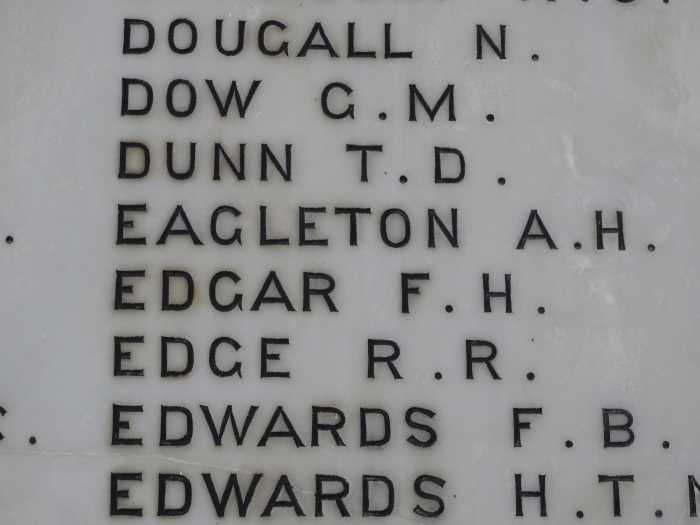 DOUGALL N.
DOW G.M.
DUNN T.D.
EAGLETON A.H.
EDGAR F.H.
EDGE R.R.
EDWARDS F.B.
EDWARDS H.T.